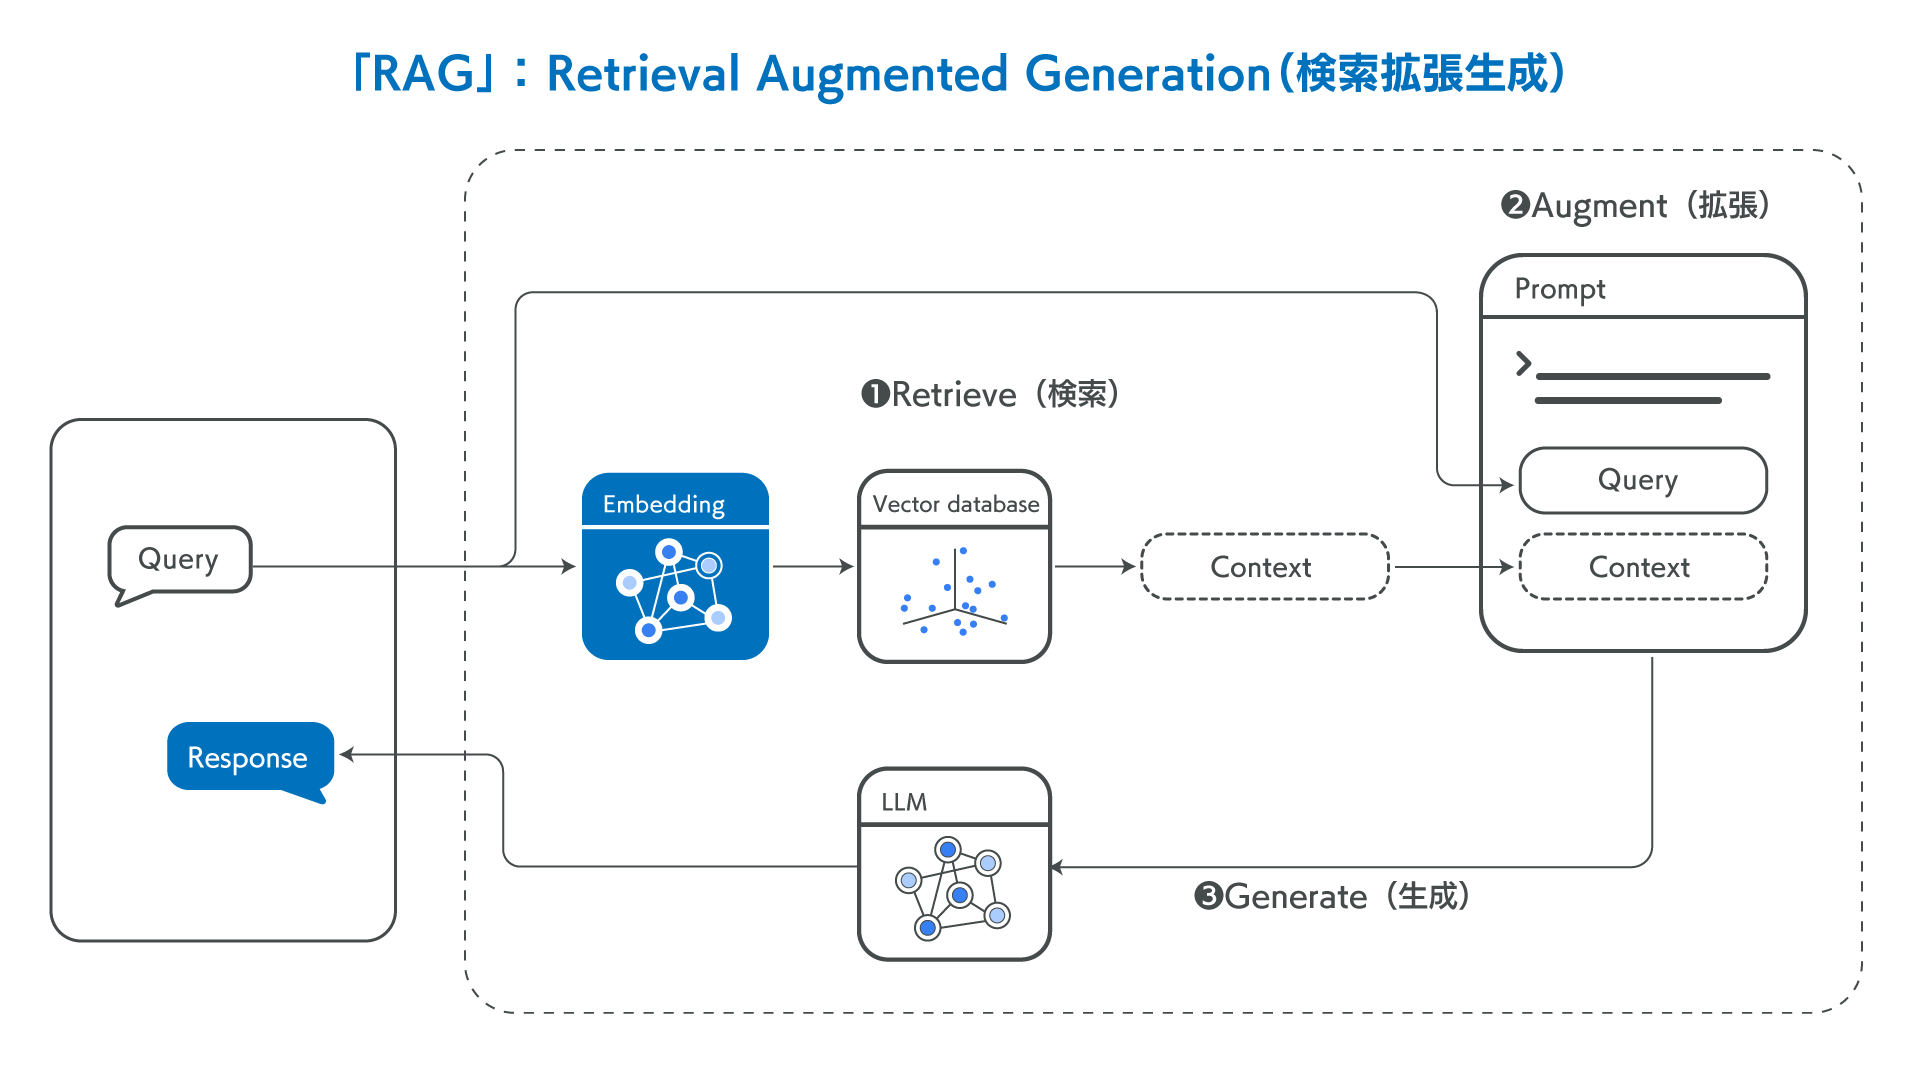 「RAG」：Retrieval Augmented Generation（検索拡張生成）
❷Augment（拡張）
Prompt
❶Retrieve（検索）
Query
Embedding
Vector database
Query
Context
Context
Response
LLM
❸Generate（生成）